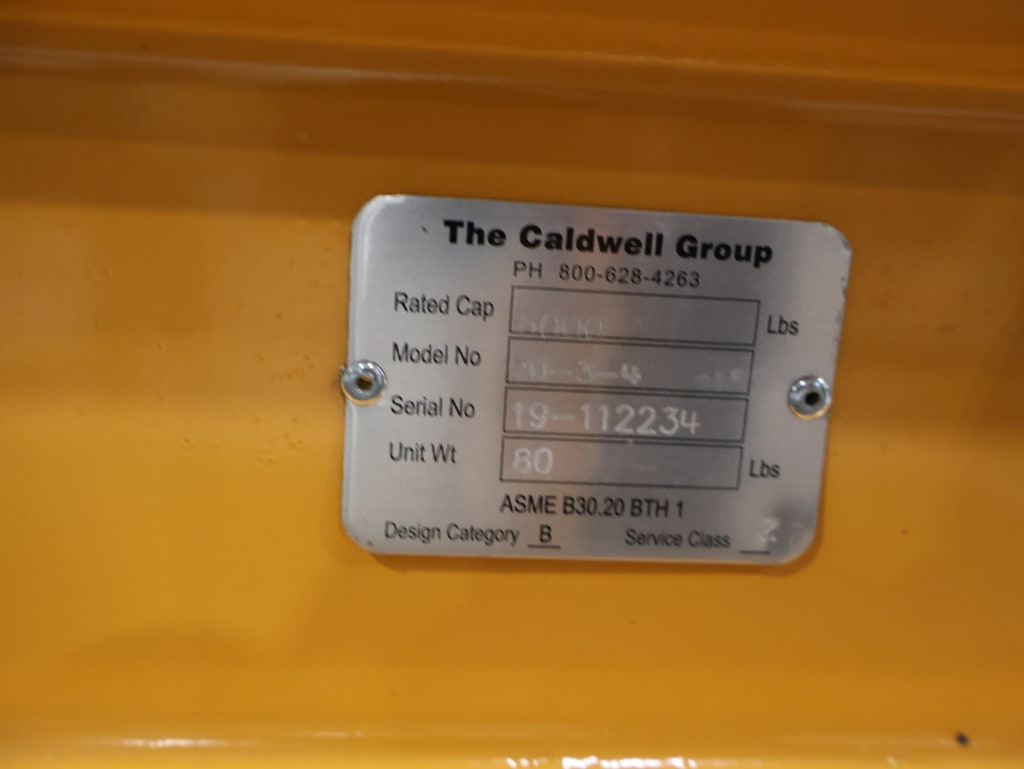 The Caldwell Group
PH 800-628-4263
Rated Cap 6000 Lbs
Model No
Serial No 19-112234
Unit Wt 80 Lbs
ASME B30.20 BTH 1
Design Category B Service Class